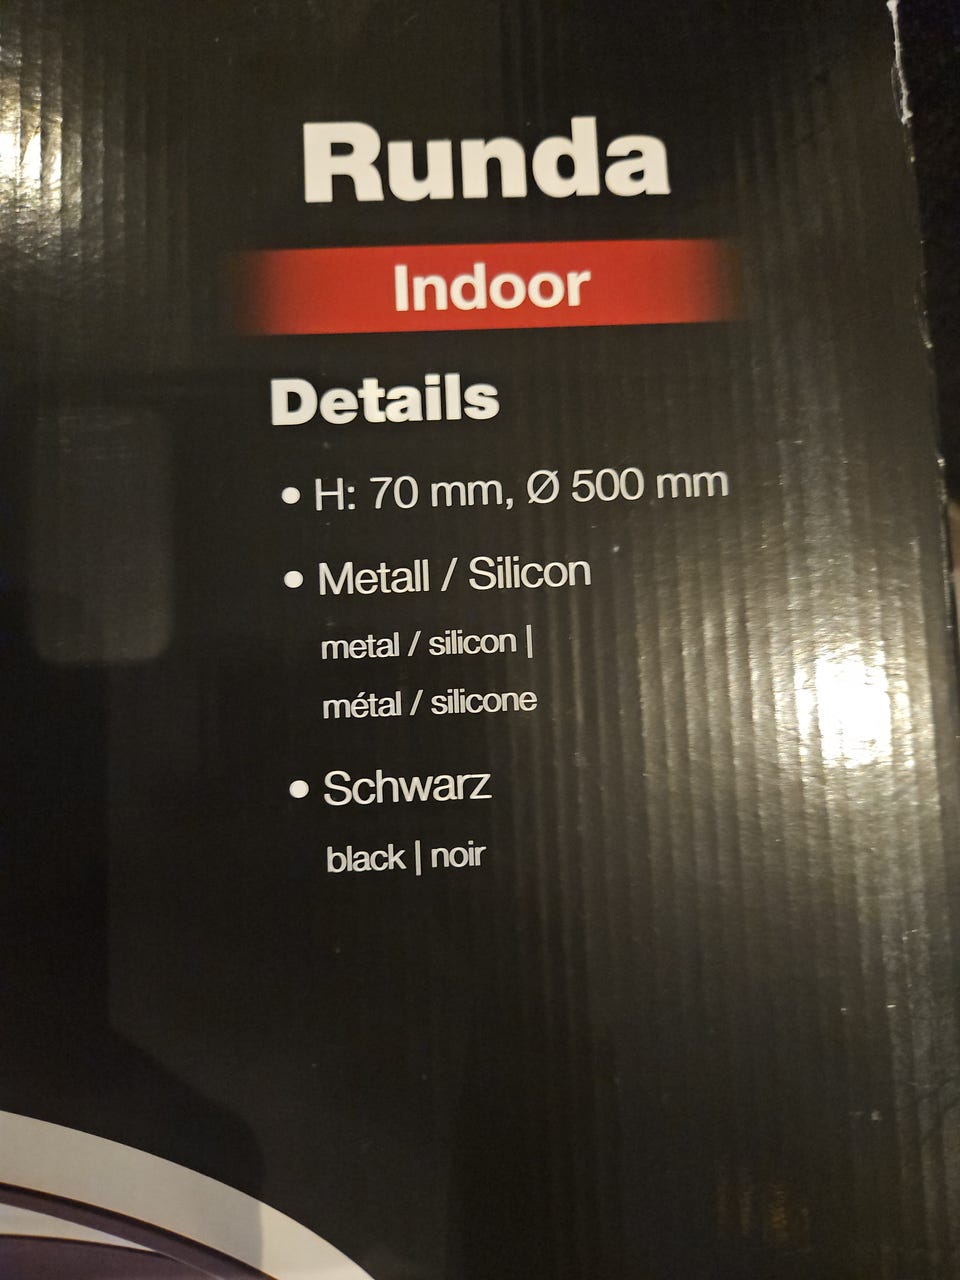 Runda
Indoor
Details
• H: 70 mm, Ø 500 mm
• Metall / Silicon
metal / silicon |
métal / silicone
• Schwarz
black | noir